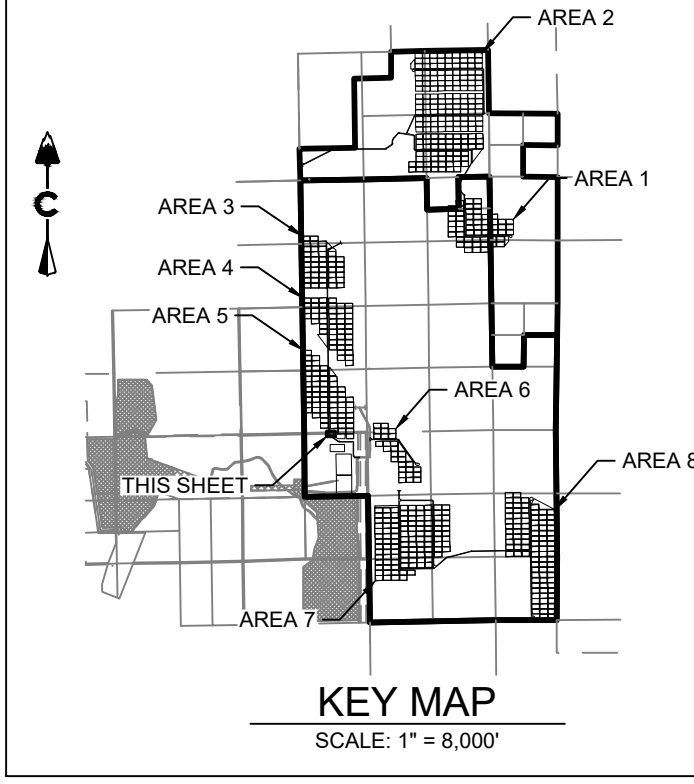 AREA 2
AREA 1
AREA 3
AREA 4
AREA 5
AREA 6
AREA 8
THIS SHEET
AREA 7
KEY MAP
SCALE: 1" = 8,000'